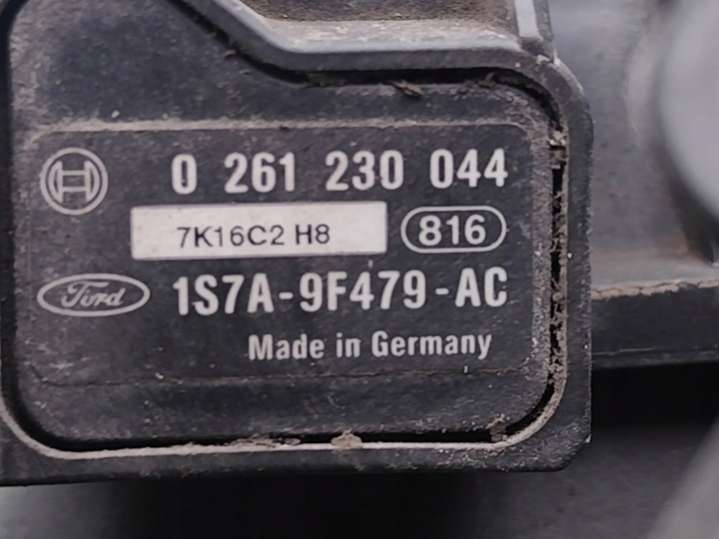 0 261 230 044
7K16C2 H8 816
Ford 1S7A-9F479-AC
Made in Germany